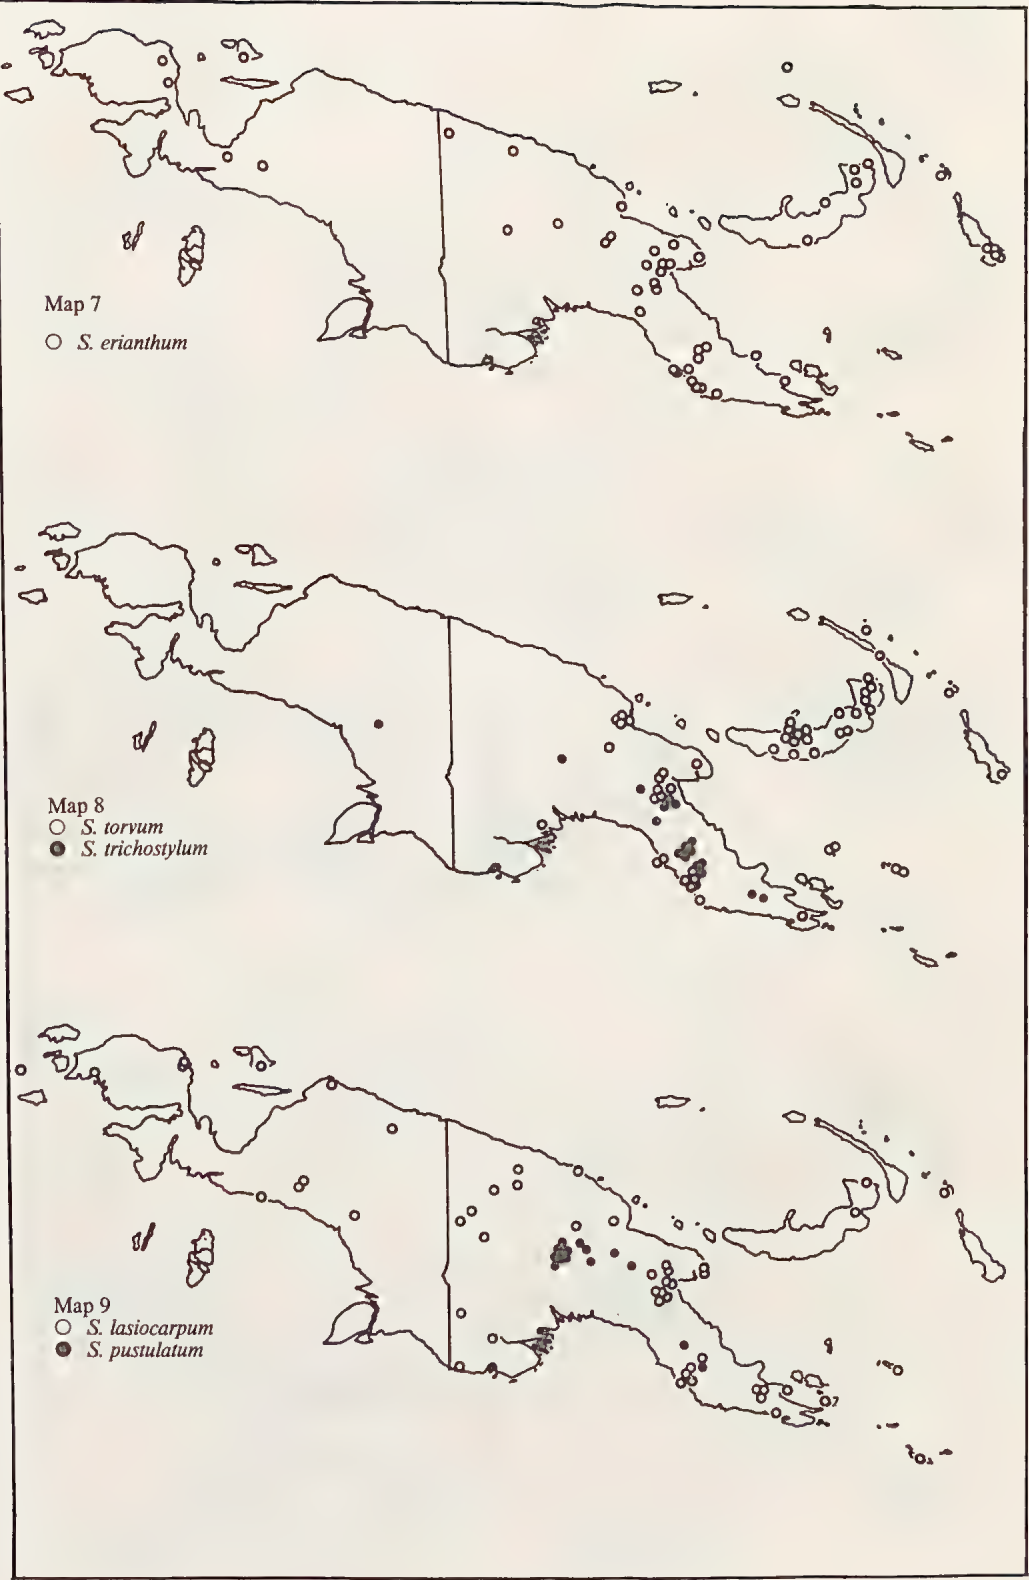 Map 7
S. erianthum
Map 8
S. torvum
S. trichostylum
Map 9
S. lasiocarpum
S. pustulatum